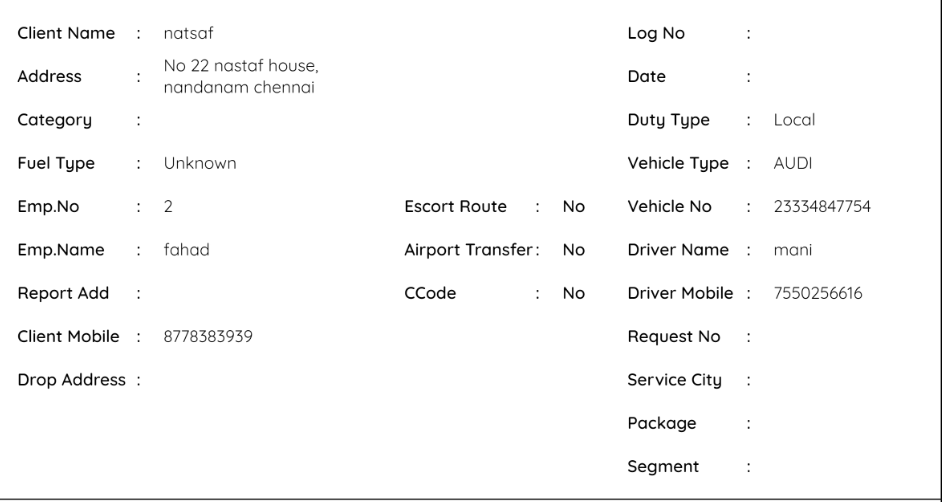 Client Name : natsaf
Log No :
Address : No 22 nastaf house,
nandanam chennai
Date :
Category :
Duty Type : Local
Fuel Type : Unknown
Vehicle Type : AUDI
Emp.No : 2
Escort Route : No
Vehicle No : 23334847754
Emp.Name : fahad
Airport Transfer : No
Driver Name : mani
Report Add :
CCode : No
Driver Mobile : 7550256616
Client Mobile : 8778383939
Request No :
Drop Address :
Service City :
Package :
Segment :